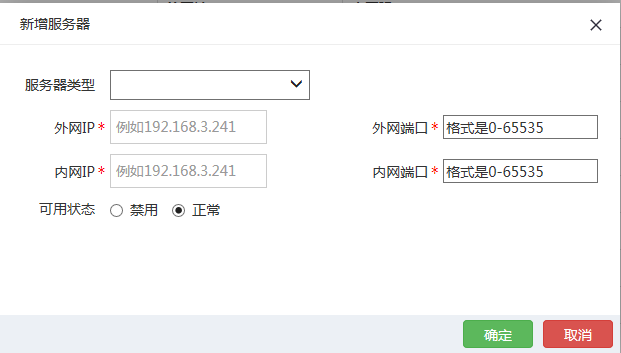 新增服务器
服务器类型
外网IP * 例如192.168.3.241 外网端口 * 格式是0-65535
内网IP * 例如192.168.3.241 内网端口 * 格式是0-65535
可用状态 禁用 正常
确定 取消